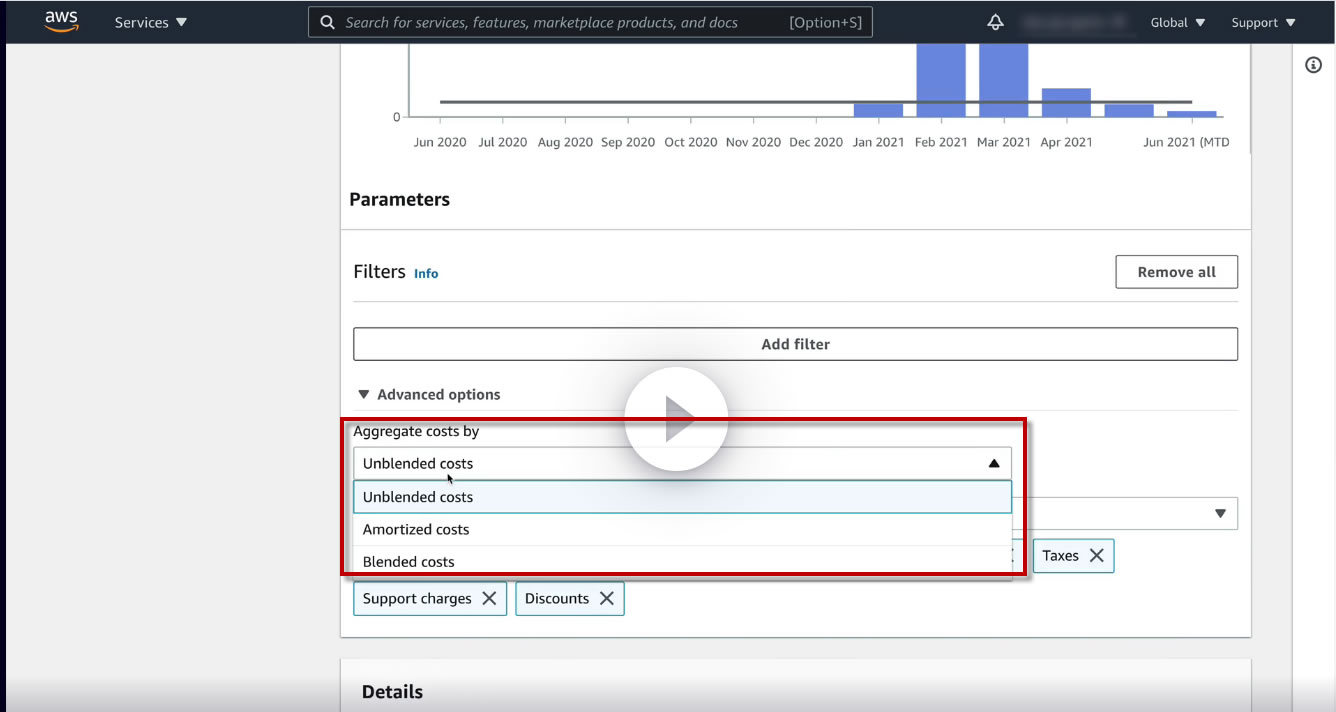 aws Services Search for services, features, marketplace products, and docs [Option+S] Global Support
0
Jun 2020 Jul 2020 Aug 2020 Sep 2020 Oct 2020 Nov 2020 Dec 2020 Jan 2021 Feb 2021 Mar 2021 Apr 2021 Jun 2021 (MTD
Parameters
Filters Info Remove all
Add filter
Advanced options
Aggregate costs by
Unblended costs
Unblended costs
Amortized costs
Taxes
Blended costs
Support charges Discounts
Details